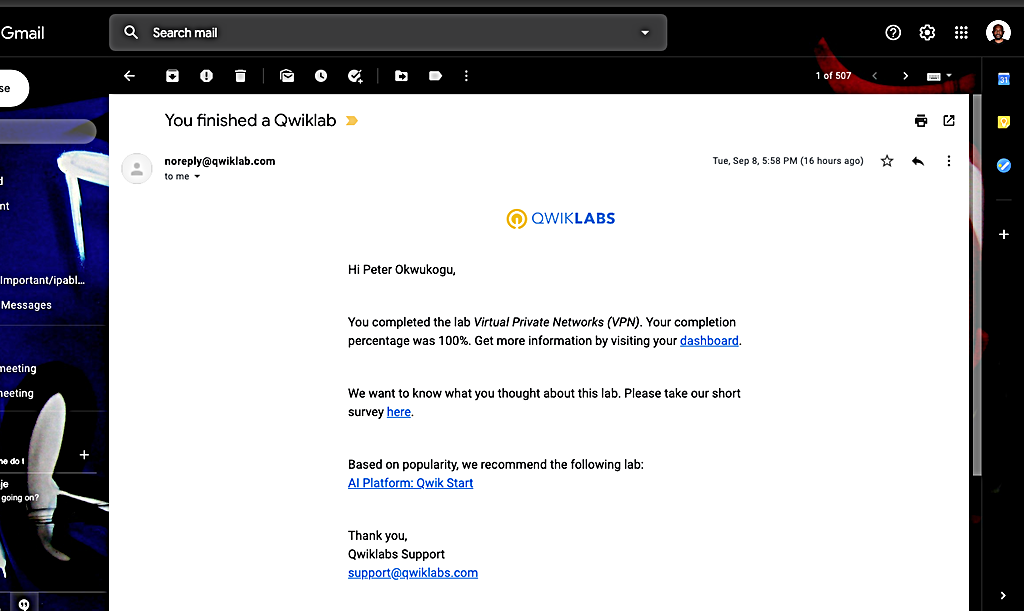 Gmail
Search mail
se
1 of 507
31
You finished a Qwiklab
noreply@qwiklab.com
Tue, Sep 8, 5:58 PM (16 hours ago)
to me
QWIKLABS
Hi Peter Okwukogu,
You completed the lab Virtual Private Networks (VPN). Your completion
percentage was 100%. Get more information by visiting your dashboard.
We want to know what you thought about this lab. Please take our short
survey here.
Based on popularity, we recommend the following lab:
AI Platform: Qwik Start
Thank you,
Qwiklabs Support
support@qwiklabs.com
d
nt
Important/ipabl...
Messages
meeting
meeting
me do I
je
going on?